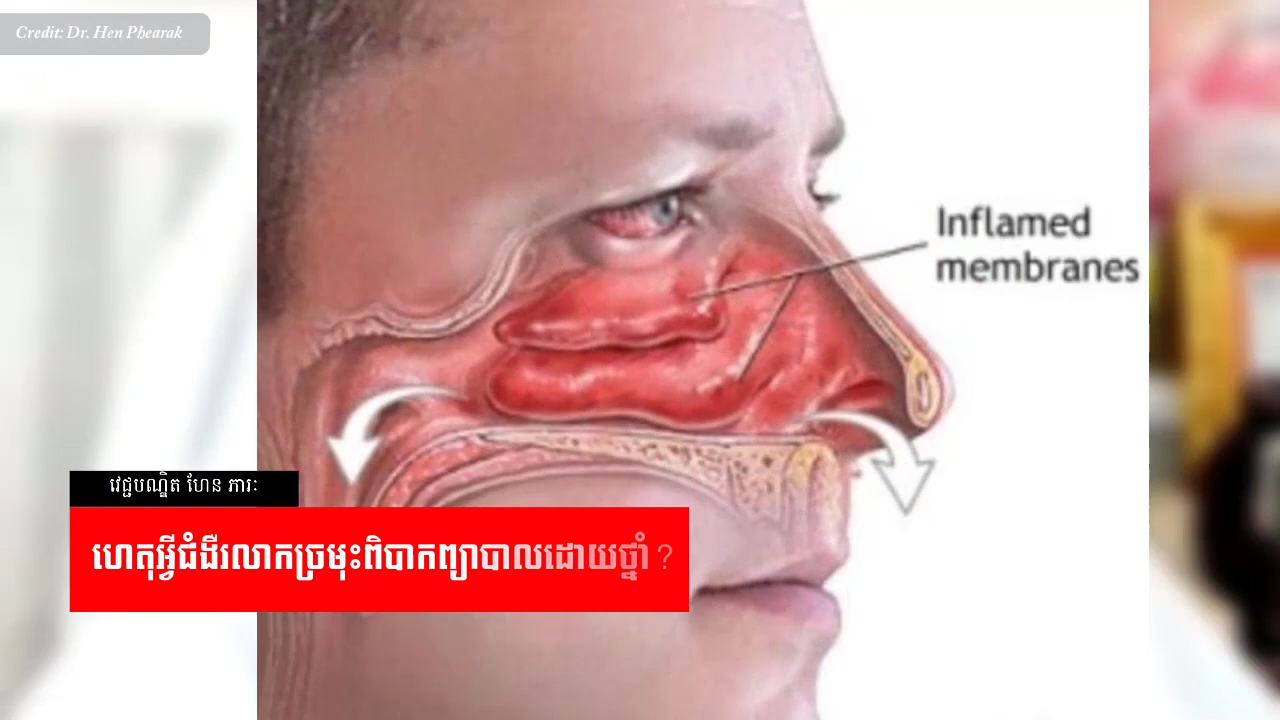 Credit: Dr. Hen Phearak
Inflamed
membranes
វេជ្ជបណ្ឌិត ហែន ភារៈ
ហេតុអ្វីជំងឺរលាកច្រមុះពិបាកព្យាបាលដោយថ្នាំ ?